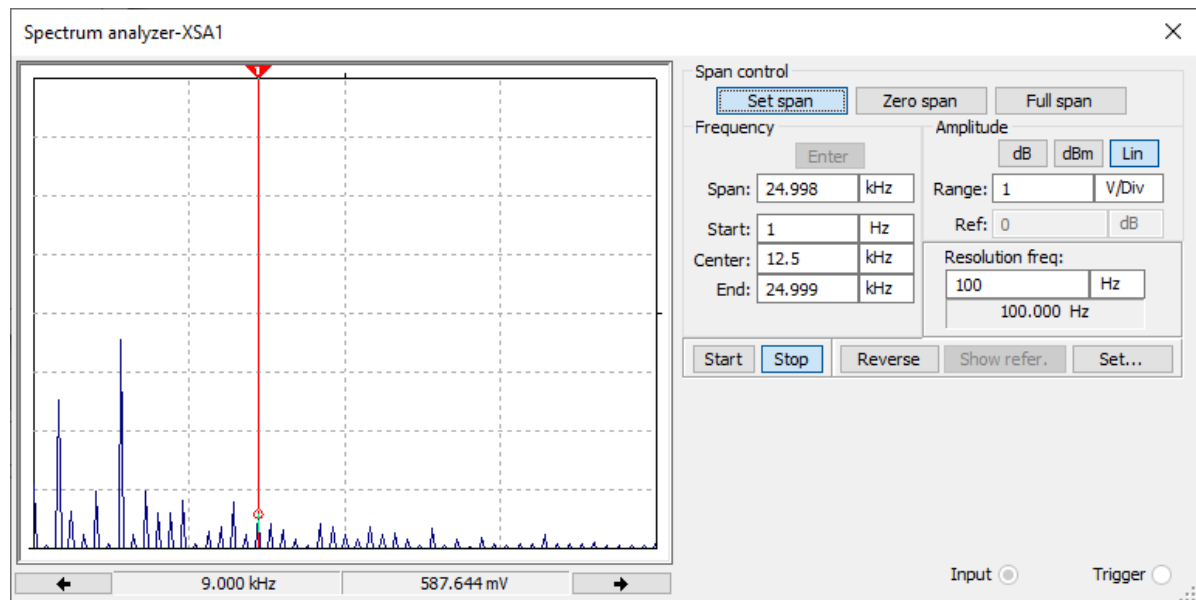 Spectrum analyzer-XSA1
1
Span control
Set span Zero span Full span
Frequency
Enter
Span: 24.998 kHz
Start: 1 Hz
Center: 12.5 kHz
End: 24.999 kHz
Amplitude
dB dBm Lin
Range: 1 V/Div
Ref: 0 dB
Resolution freq:
100 Hz
100.000 Hz
Start Stop Reverse Show refer. Set...
9.000 kHz 587.644 mV
Input Trigger